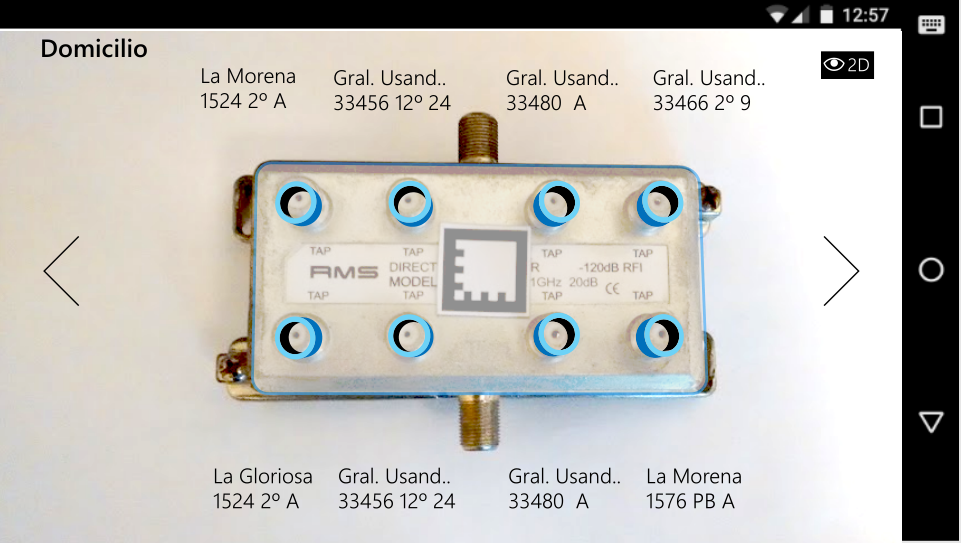 12:57
Domicilio
2D
La Morena
1524 2º A
Gral. Usand..
33456 12º 24
Gral. Usand..
33480 A
Gral. Usand..
33466 2º 9
TAP TAP TAP TAP
RMS DIRECT R -120dB RFI
MODEL 1GHz 20dB CE
TAP TAP TAP TAP
La Gloriosa
1524 2º A
Gral. Usand..
33456 12º 24
Gral. Usand..
33480 A
La Morena
1576 PB A